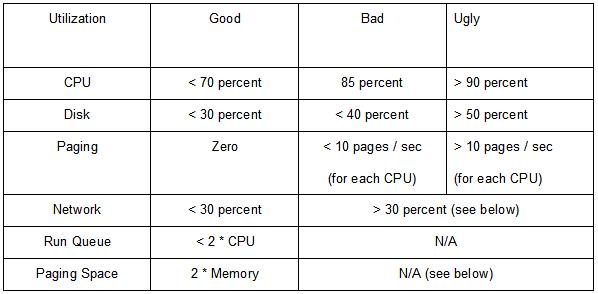 Utilization Good Bad Ugly
CPU < 70 percent 85 percent > 90 percent
Disk < 30 percent < 40 percent > 50 percent
Paging Zero < 10 pages / sec > 10 pages / sec
(for each CPU) (for each CPU)
Network < 30 percent > 30 percent (see below)
Run Queue < 2 * CPU N/A
Paging Space 2 * Memory N/A (see below)